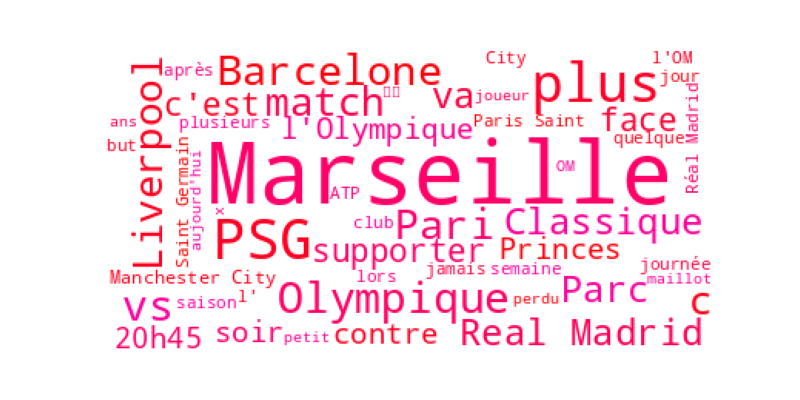 City
l'OM
après
Barcelone
plus
jour
Liverpool
c'est
match
va
joueur
Réal Madrid
ans
plusieurs
l'Olympique
Paris Saint
face
but
quelque
Saint Germain
aujourd'hui
Marseille
OM
ATP
x
PSG
club
Pari
Classique
supporter
Princes
Manchester City
lors
jamais
semaine
journée
maillot
vs
saison
l'
Olympique
perdu
Parc
c
20h45
soir
petit
contre
Real Madrid